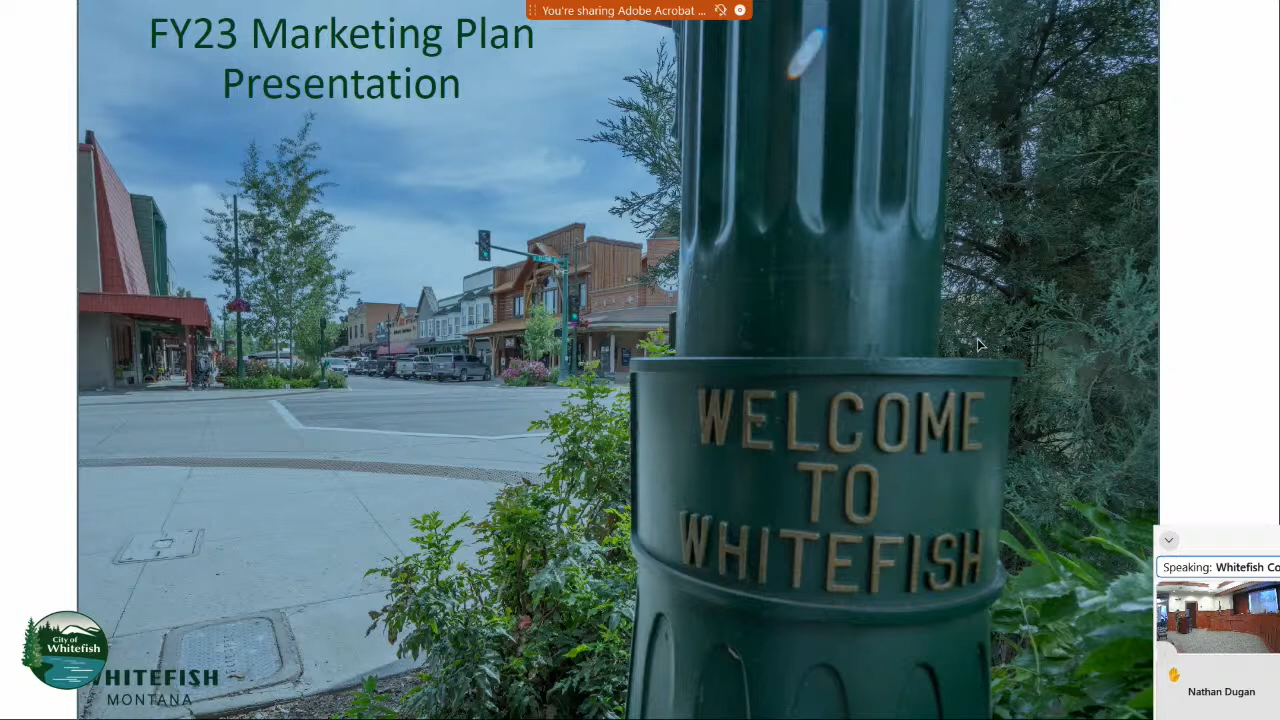 You're sharing Adobe Acrobat ...
FY23 Marketing Plan
Presentation
WELCOME
TO
WHITEFISH
Speaking: Whitefish Co
City of
Whitefish
WHITEFISH
MONTANA
Nathan Dugan